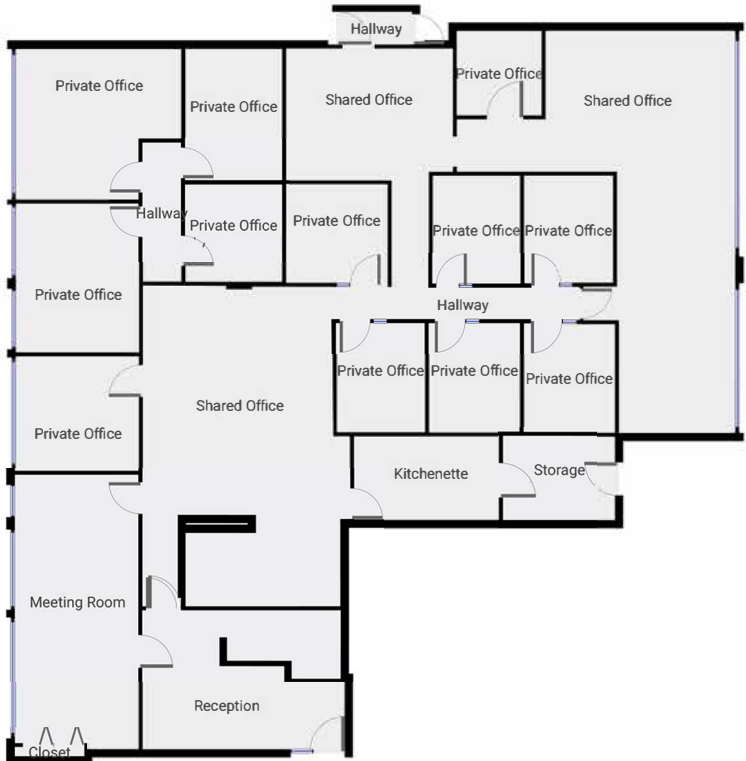 Hallway
Private Office
Private Office
Private Office
Shared Office
Shared Office
Hallway
Private Office
Private Office
Private Office
Private Office
Private Office
Hallway
Private Office
Private Office
Private Office
Shared Office
Private Office
Kitchenette
Storage
Meeting Room
Reception
Closet